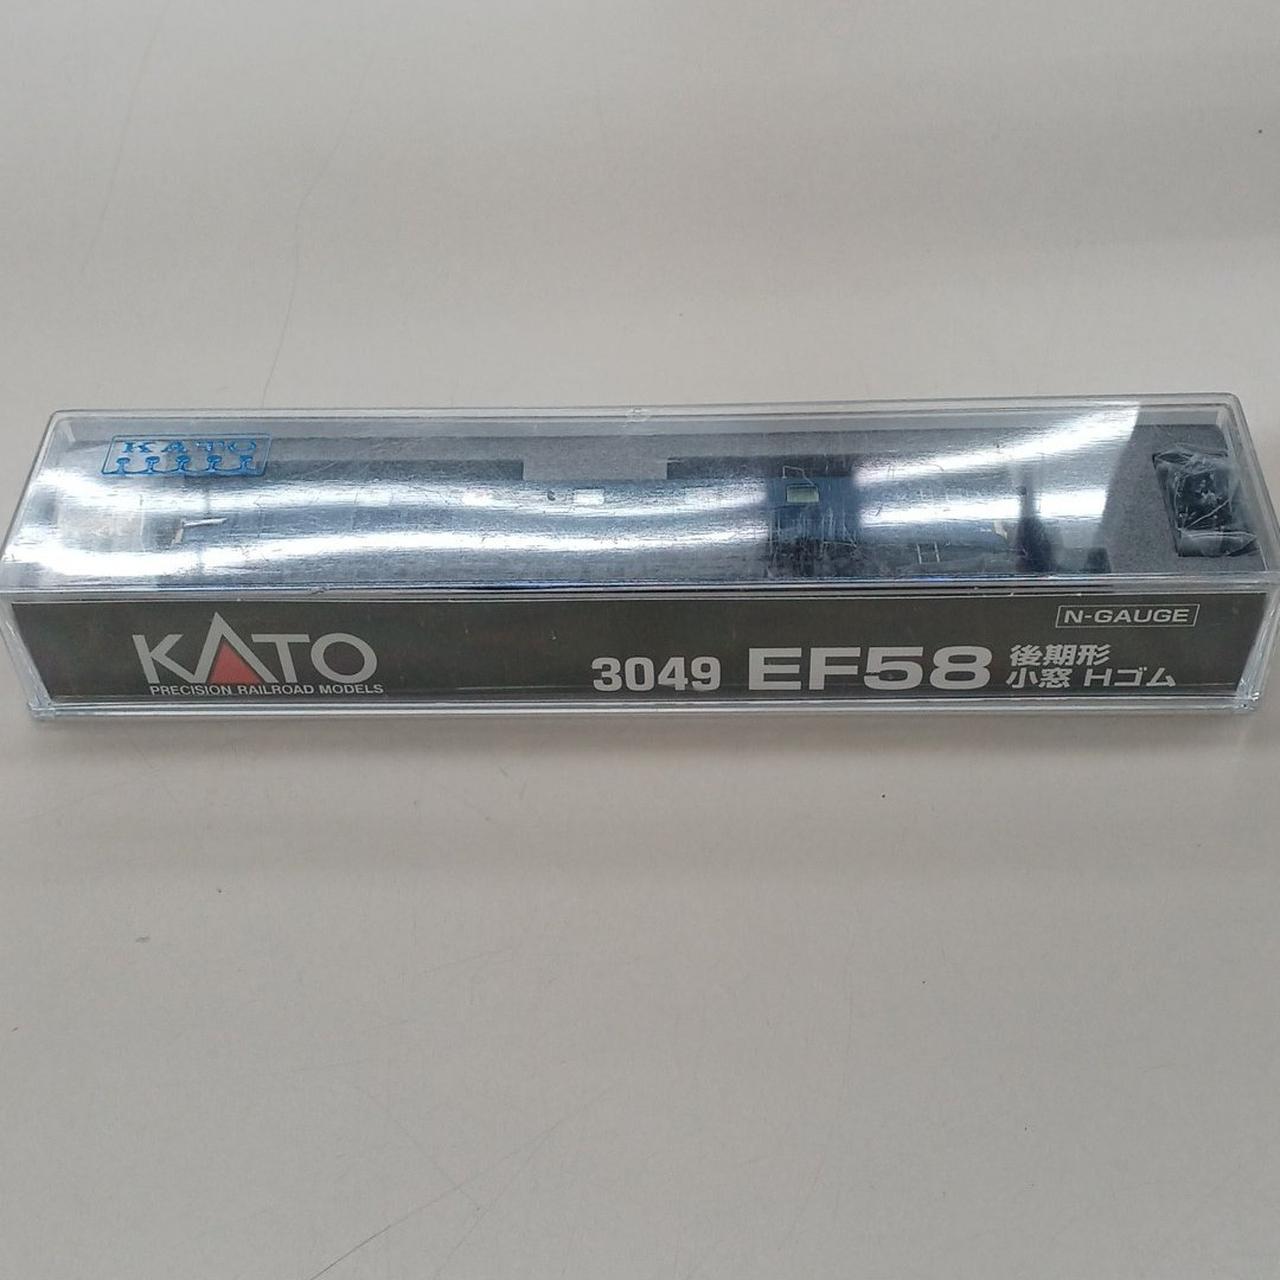 KATO
N-GAUGE
KATO
PRECISION RAILROAD MODELS
3049 EF58 後期形
小窓 Hゴム